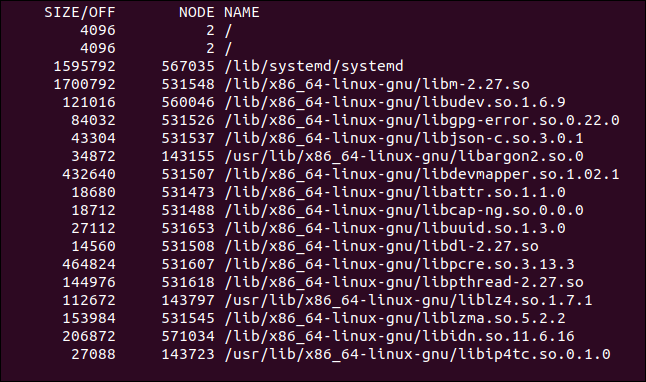 SIZE/OFF NODE NAME
4096 2 /
4096 2 /
1595792 567035 /lib/systemd/systemd
1700792 531548 /lib/x86_64-linux-gnu/libm-2.27.so
121016 560046 /lib/x86_64-linux-gnu/libudev.so.1.6.9
84032 531526 /lib/x86_64-linux-gnu/libgpg-error.so.0.22.0
43304 531537 /lib/x86_64-linux-gnu/libjson-c.so.3.0.1
34872 143155 /usr/lib/x86_64-linux-gnu/libargon2.so.0
432640 531507 /lib/x86_64-linux-gnu/libdevmapper.so.1.02.1
18680 531473 /lib/x86_64-linux-gnu/libattr.so.1.1.0
18712 531488 /lib/x86_64-linux-gnu/libcap-ng.so.0.0.0
27112 531653 /lib/x86_64-linux-gnu/libuuid.so.1.3.0
14560 531508 /lib/x86_64-linux-gnu/libdl-2.27.so
464824 531607 /lib/x86_64-linux-gnu/libpcre.so.3.13.3
144976 531618 /lib/x86_64-linux-gnu/libpthread-2.27.so
112672 143797 /usr/lib/x86_64-linux-gnu/liblz4.so.1.7.1
153984 531545 /lib/x86_64-linux-gnu/liblzma.so.5.2.2
206872 571034 /lib/x86_64-linux-gnu/libidn.so.11.6.16
27088 143723 /usr/lib/x86_64-linux-gnu/libip4tc.so.0.1.0